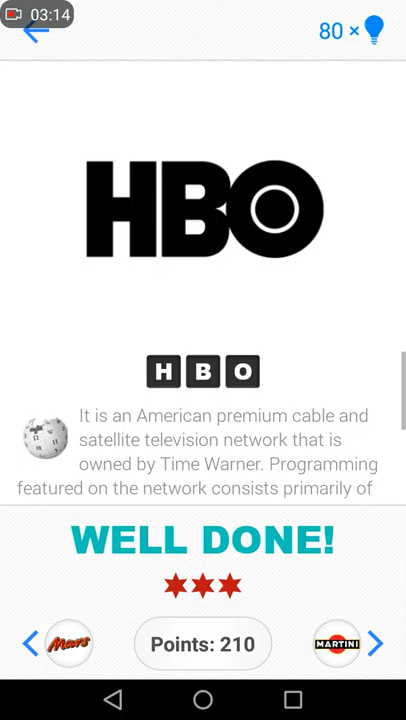 03:14
80 ×
HBO
H B O
It is an American premium cable and
satellite television network that is
owned by Time Warner. Programming
featured on the network consists primarily of
WELL DONE!
Mars Points: 210 MARTINI